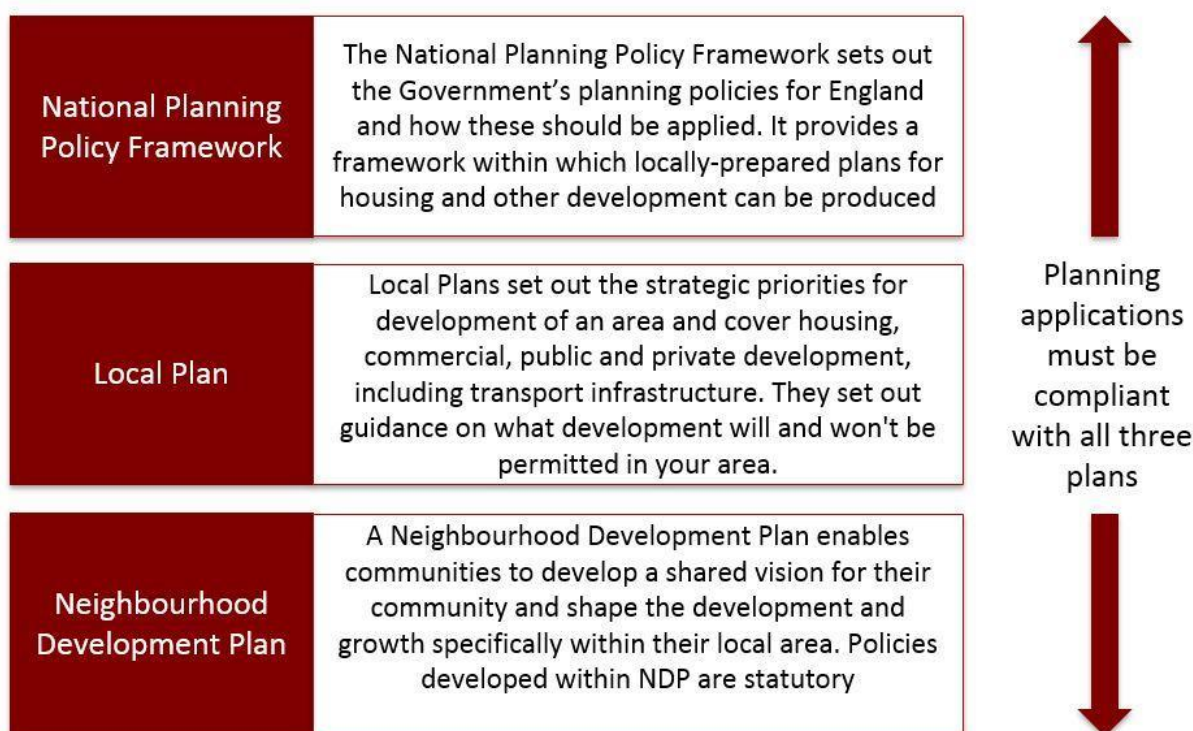 National Planning
Policy Framework
The National Planning Policy Framework sets out
the Government’s planning policies for England
and how these should be applied. It provides a
framework within which locally-prepared plans for
housing and other development can be produced
Local Plan
Local Plans set out the strategic priorities for
development of an area and cover housing,
commercial, public and private development,
including transport infrastructure. They set out
guidance on what development will and won't be
permitted in your area.
Neighbourhood
Development Plan
A Neighbourhood Development Plan enables
communities to develop a shared vision for their
community and shape the development and
growth specifically within their local area. Policies
developed within NDP are statutory
Planning
applications
must be
compliant
with all three
plans